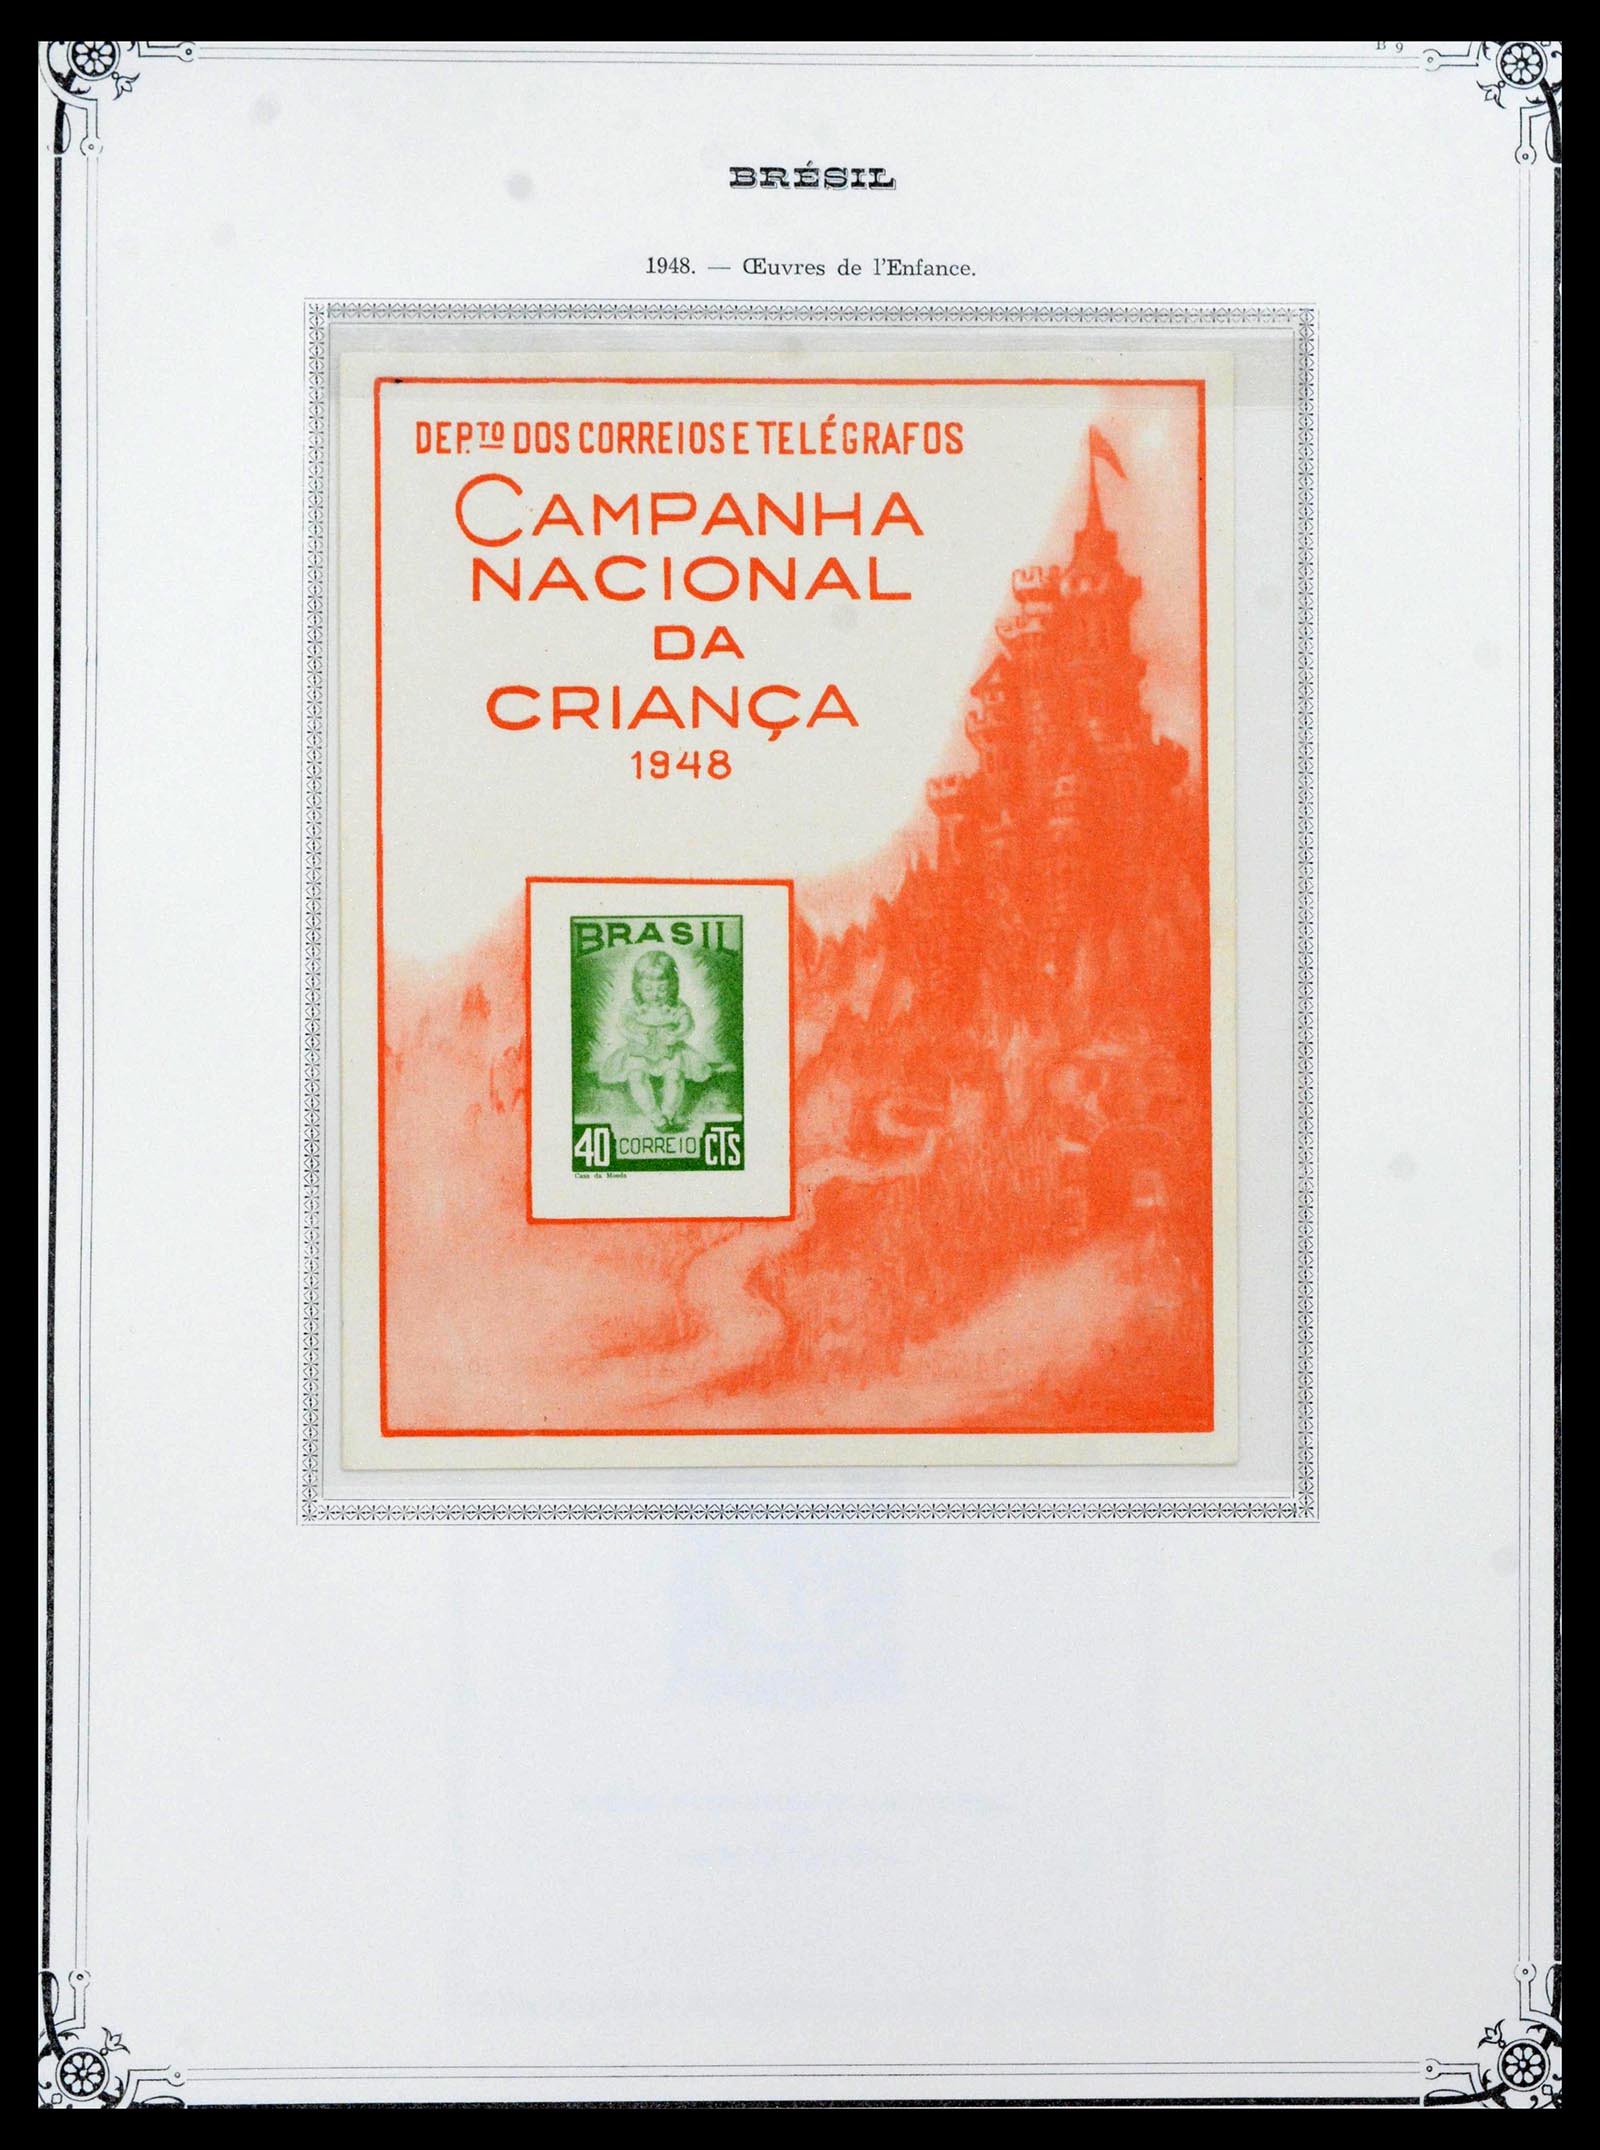 B 9
BRÉSIL
1948. — Œuvres de l'Enfance.
DEP.TO DOS CORREIOS E TELÉGRAFOS
CAMPANHA
NACIONAL
DA
CRIANÇA
1948
BRASIL
40 CORREIO CTS
Casa da Moeda